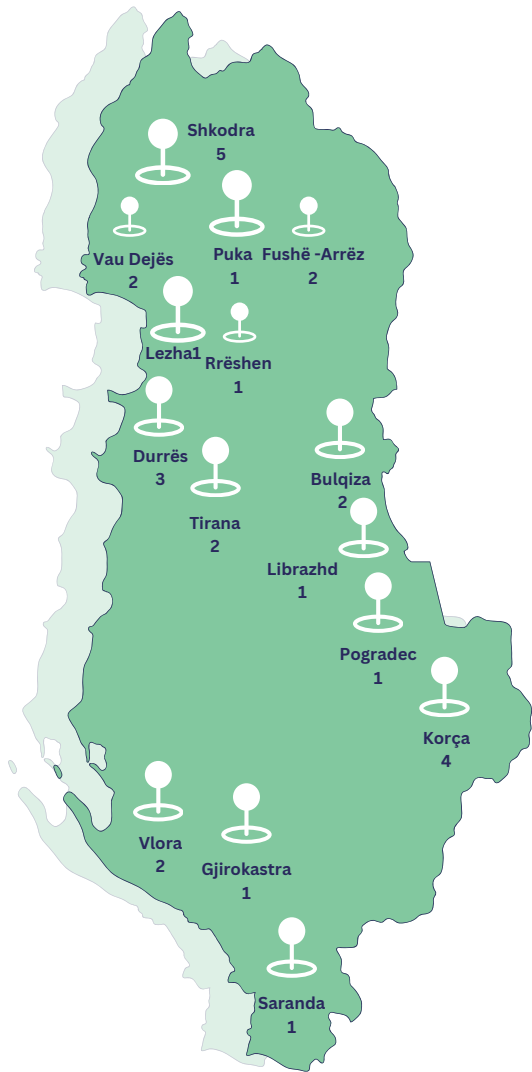 Shkodra
5
Vau Dejës
2
Puka
1
Fushë -Arrëz
2
Lezha1
Rrëshen
1
Durrës
3
Tirana
2
Bulqiza
2
Librazhd
1
Pogradec
1
Korça
4
Vlora
2
Gjirokastra
1
Saranda
1